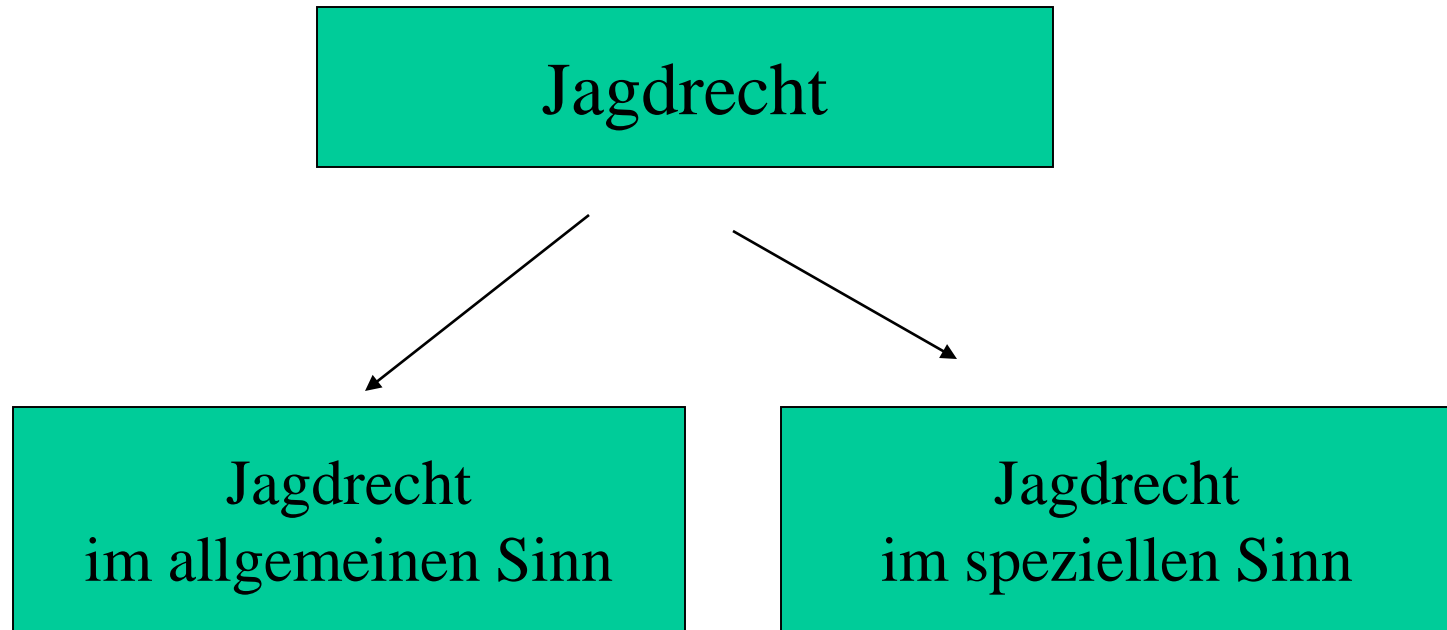 Jagdrecht
Jagdrecht
im allgemeinen Sinn
Jagdrecht
im speziellen Sinn